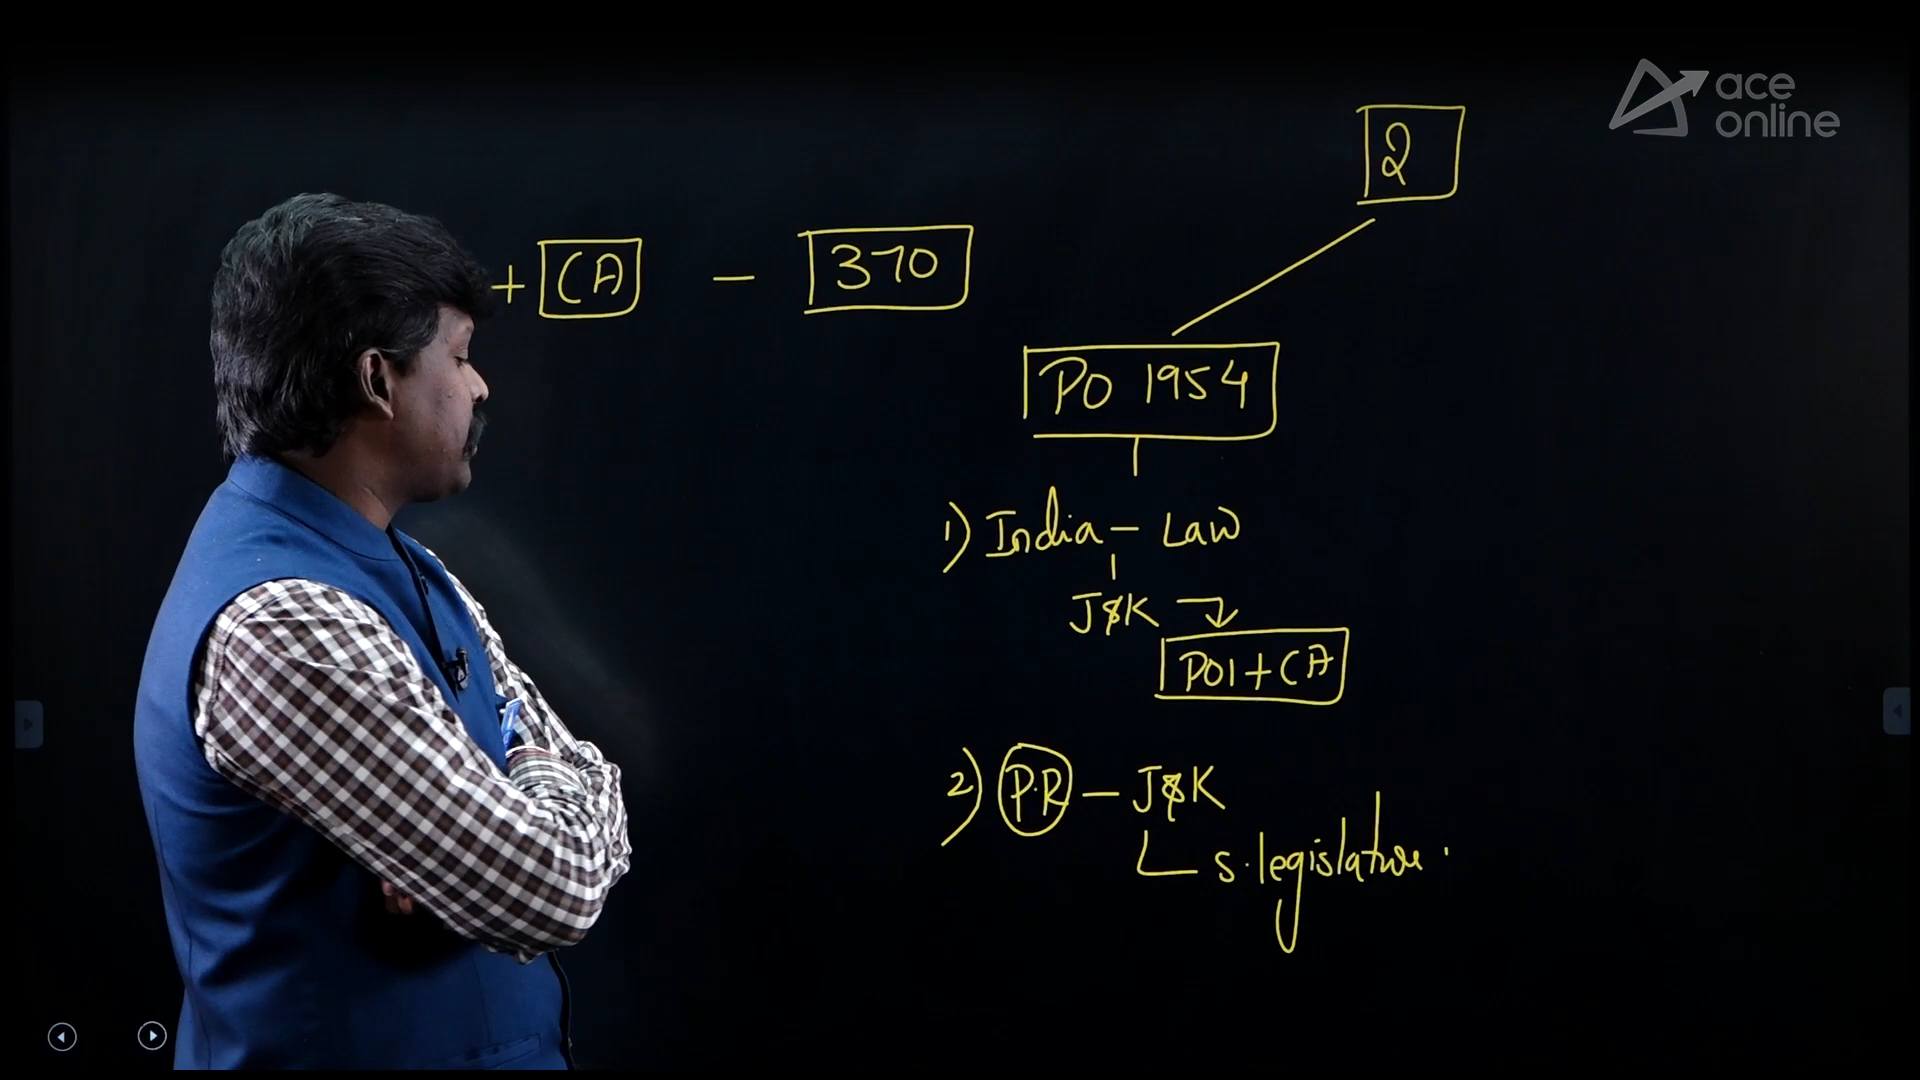 ace
online
2
+ CA - 370
PO 1954
1) India - Law
J&K
POI + CA
2) P.R - J&K
S. legislature.